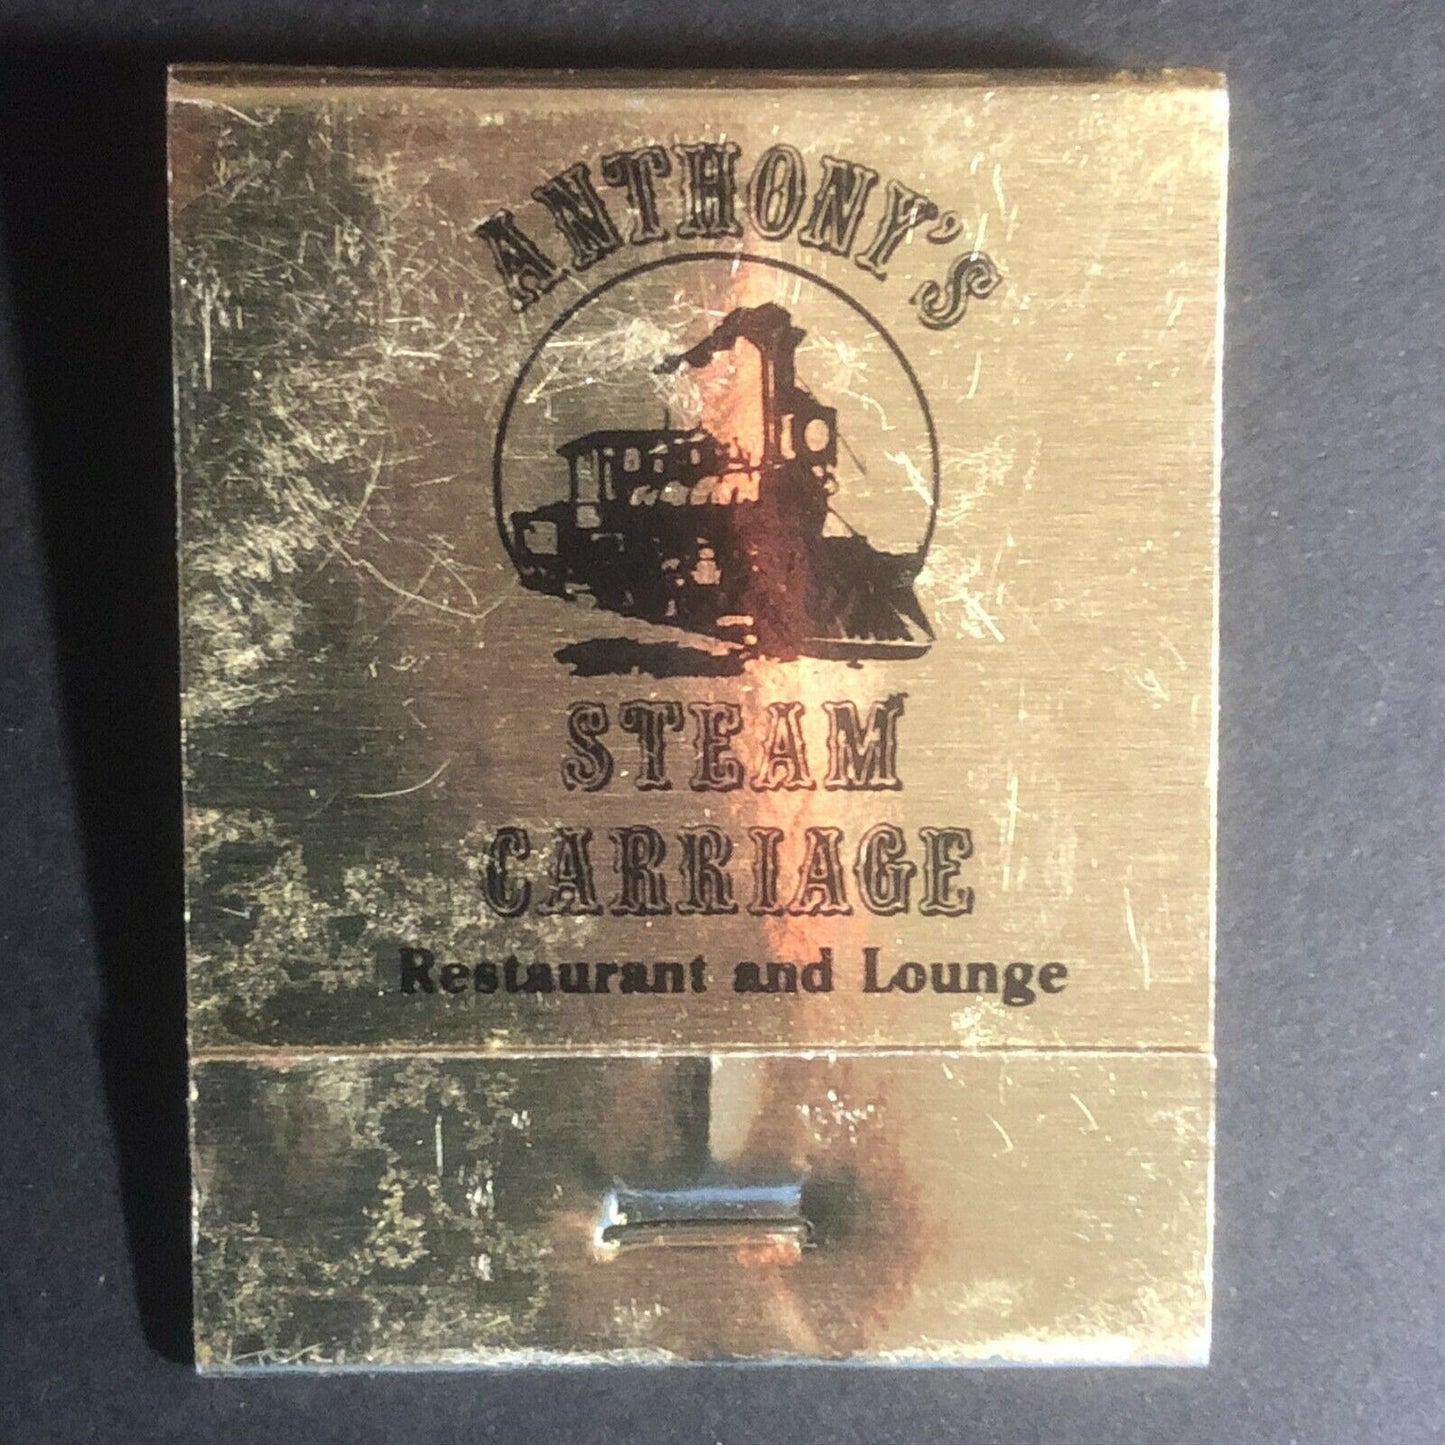 ANTHONY'S
STEAM
CARRIAGE
Restaurant and Lounge